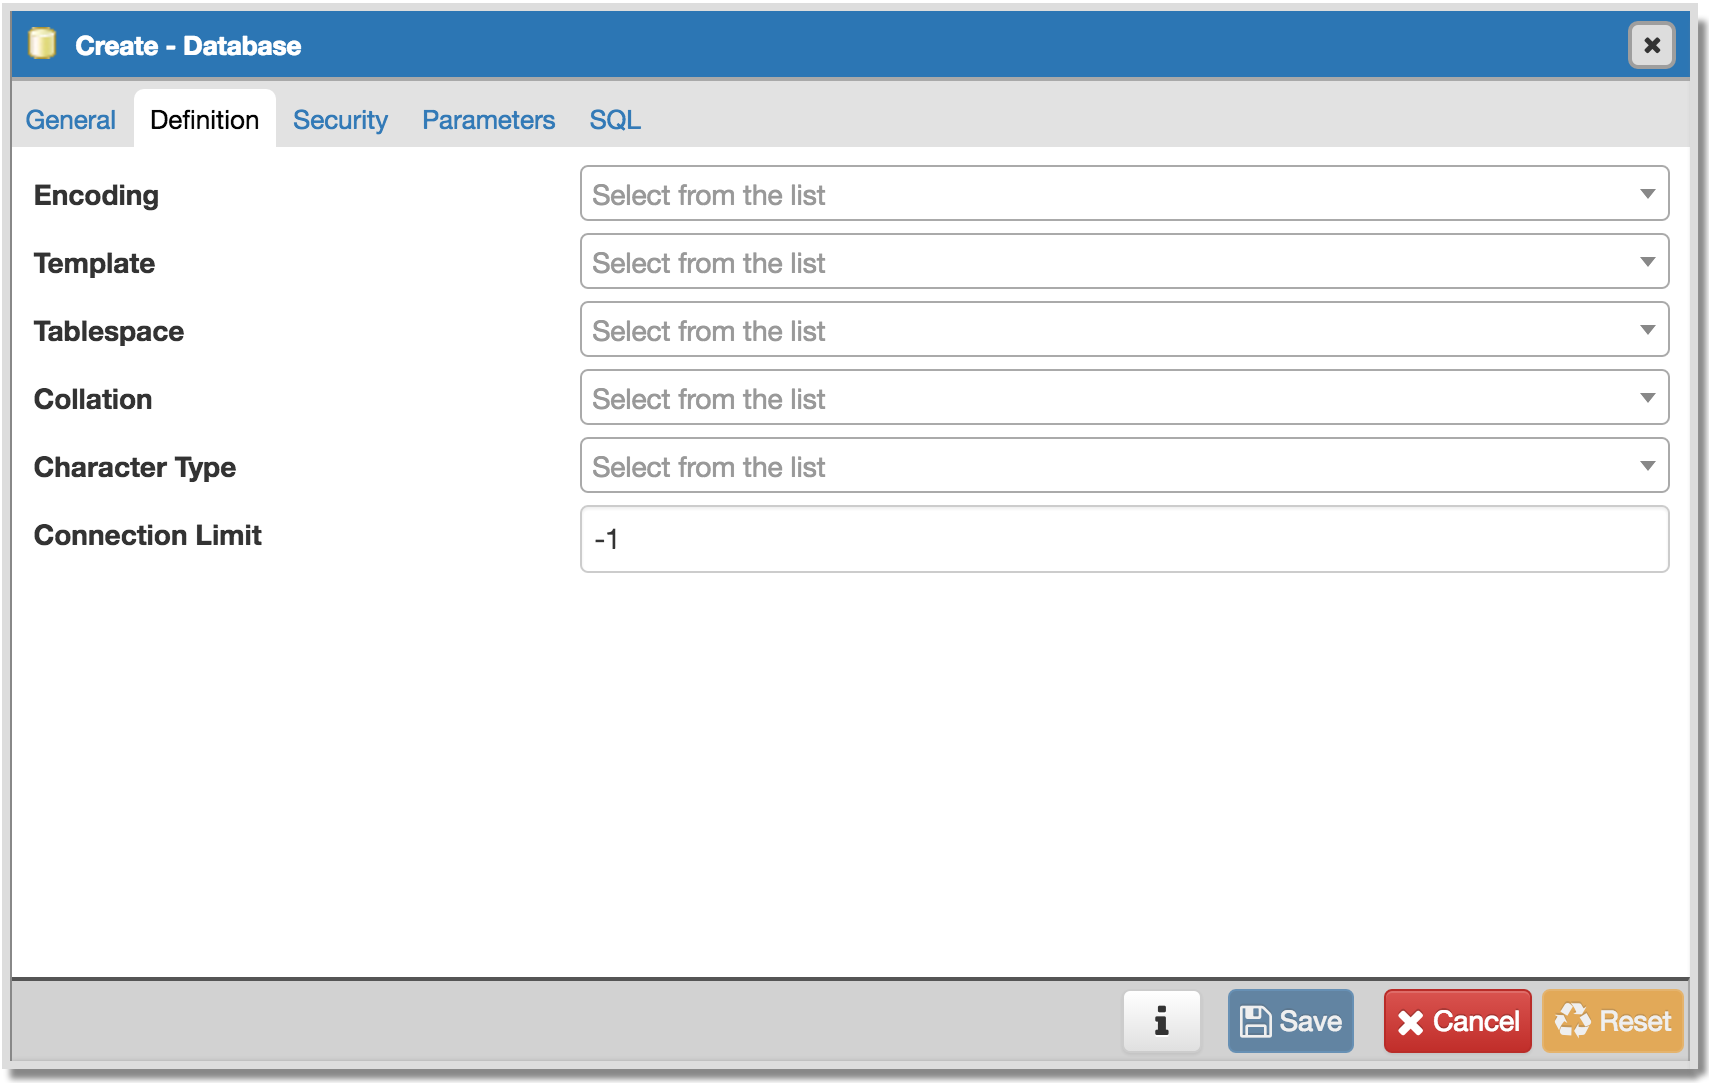 Create - Database
General Definition Security Parameters SQL
Encoding Select from the list
Template Select from the list
Tablespace Select from the list
Collation Select from the list
Character Type Select from the list
Connection Limit -1
Save Cancel Reset